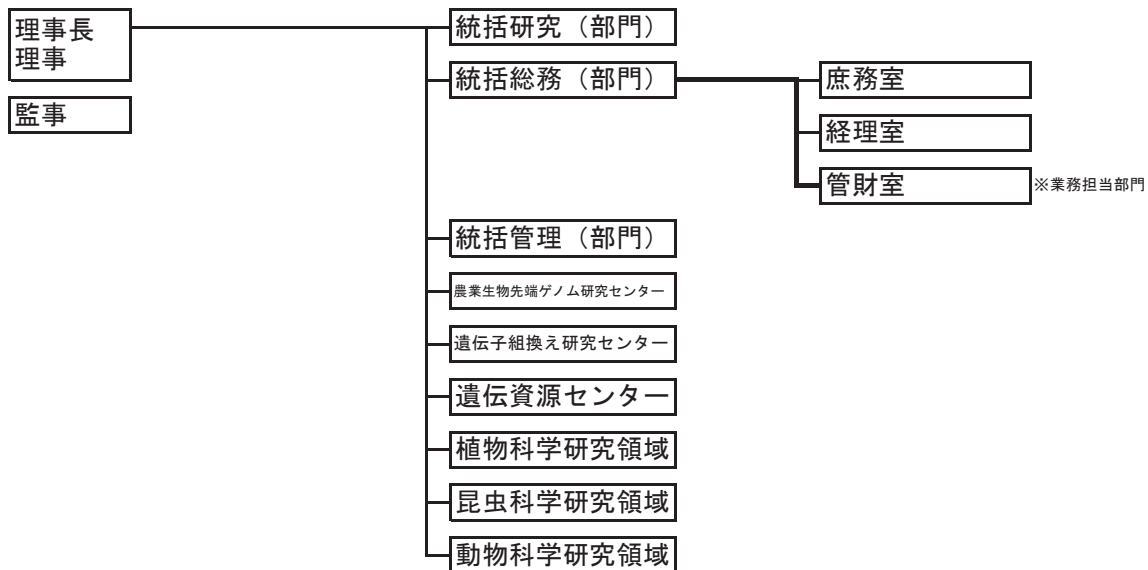 理事長
理事
監事
統括研究（部門）
統括総務（部門）
庶務室
経理室
管財室
※業務担当部門
統括管理（部門）
農業生物先端ゲノム研究センター
遺伝子組換え研究センター
遺伝資源センター
植物科学研究領域
昆虫科学研究領域
動物科学研究領域